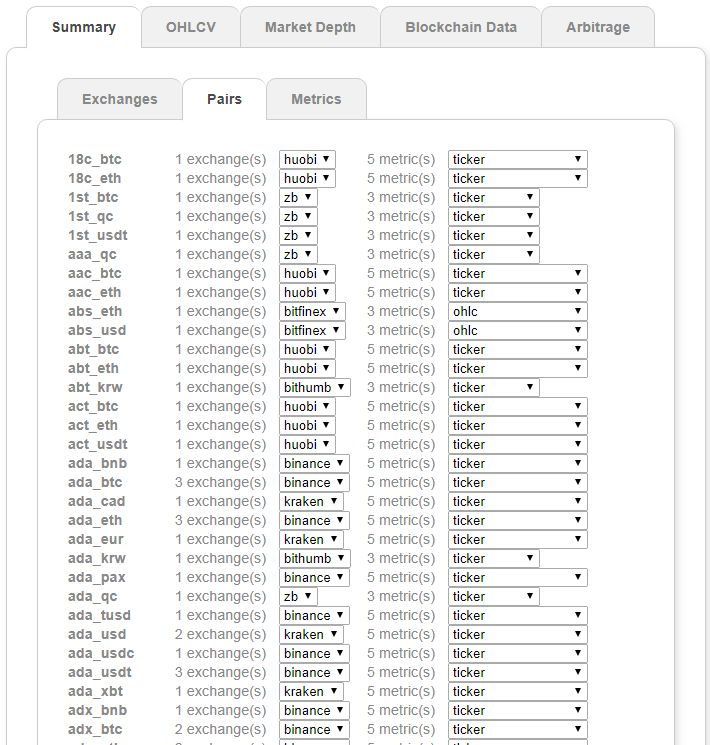 Summary OHLCV Market Depth Blockchain Data Arbitrage
Exchanges Pairs Metrics
18c_btc 1 exchange(s) huobi 5 metric(s) ticker
18c_eth 1 exchange(s) huobi 5 metric(s) ticker
1st_btc 1 exchange(s) zb 3 metric(s) ticker
1st_qc 1 exchange(s) zb 3 metric(s) ticker
1st_usdt 1 exchange(s) zb 3 metric(s) ticker
aaa_qc 1 exchange(s) zb 3 metric(s) ticker
aac_btc 1 exchange(s) huobi 5 metric(s) ticker
aac_eth 1 exchange(s) huobi 5 metric(s) ticker
abs_eth 1 exchange(s) bitfinex 3 metric(s) ohlc
abs_usd 1 exchange(s) bitfinex 3 metric(s) ohlc
abt_btc 1 exchange(s) huobi 5 metric(s) ticker
abt_eth 1 exchange(s) huobi 5 metric(s) ticker
abt_krw 1 exchange(s) bithumb 3 metric(s) ticker
act_btc 1 exchange(s) huobi 5 metric(s) ticker
act_eth 1 exchange(s) huobi 5 metric(s) ticker
act_usdt 1 exchange(s) huobi 5 metric(s) ticker
ada_bnb 1 exchange(s) binance 5 metric(s) ticker
ada_btc 3 exchange(s) binance 5 metric(s) ticker
ada_cad 1 exchange(s) kraken 5 metric(s) ticker
ada_eth 3 exchange(s) binance 5 metric(s) ticker
ada_eur 1 exchange(s) kraken 5 metric(s) ticker
ada_krw 1 exchange(s) bithumb 3 metric(s) ticker
ada_pax 1 exchange(s) binance 5 metric(s) ticker
ada_qc 1 exchange(s) zb 3 metric(s) ticker
ada_tusd 1 exchange(s) binance 5 metric(s) ticker
ada_usd 2 exchange(s) kraken 5 metric(s) ticker
ada_usdc 1 exchange(s) binance 5 metric(s) ticker
ada_usdt 3 exchange(s) binance 5 metric(s) ticker
ada_xbt 1 exchange(s) kraken 5 metric(s) ticker
adx_bnb 1 exchange(s) binance 5 metric(s) ticker
adx_btc 2 exchange(s) binance 5 metric(s) ticker